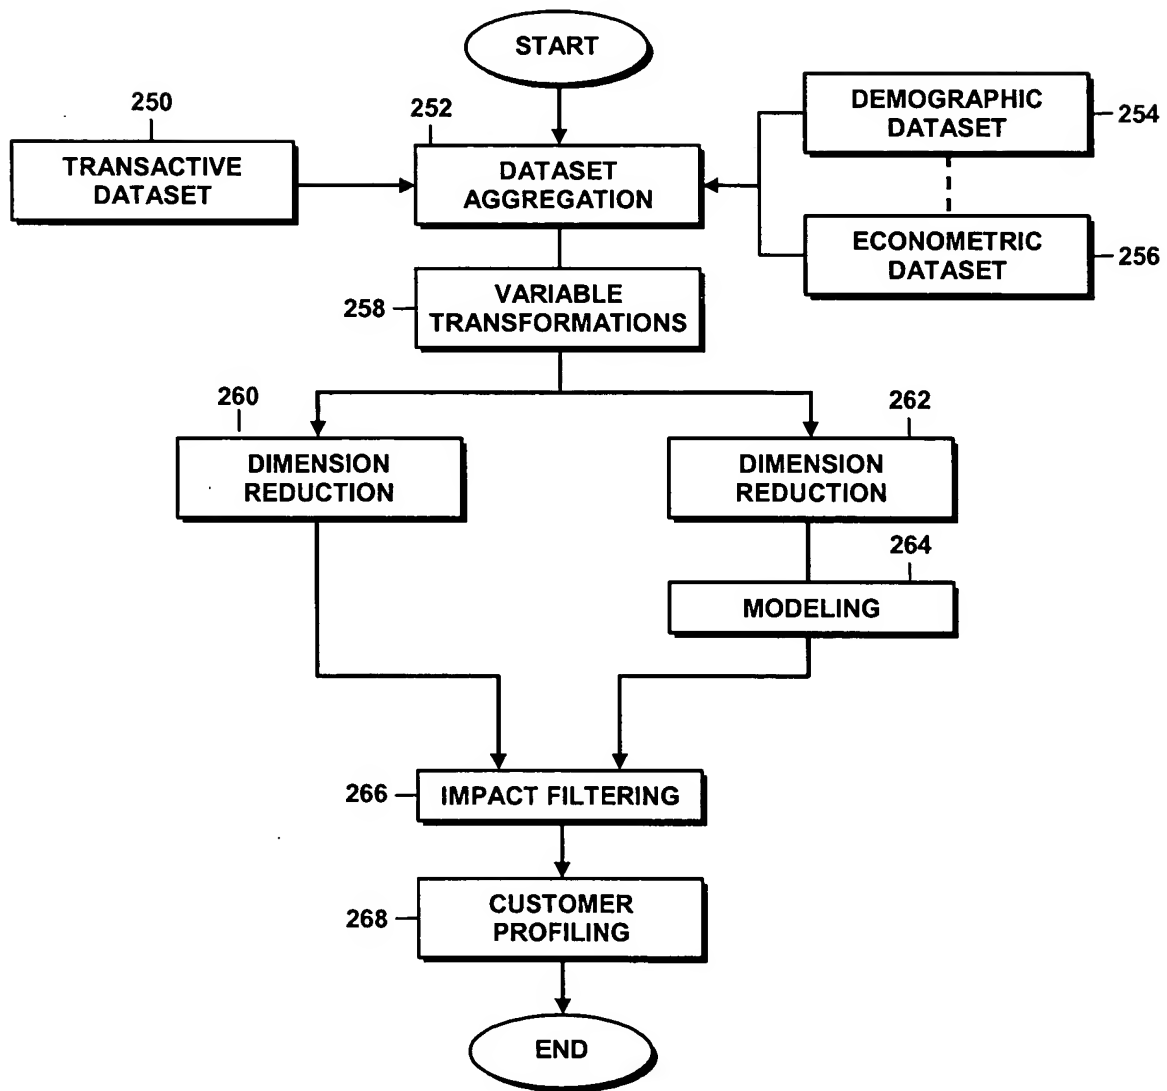 START
250
252
TRANSACTIVE
DATASET
DATASET
AGGREGATION
DEMOGRAPHIC
DATASET
254
ECONOMETRIC
DATASET
256
258
VARIABLE
TRANSFORMATIONS
260
262
DIMENSION
REDUCTION
DIMENSION
REDUCTION
264
MODELING
266
IMPACT FILTERING
268
CUSTOMER
PROFILING
END